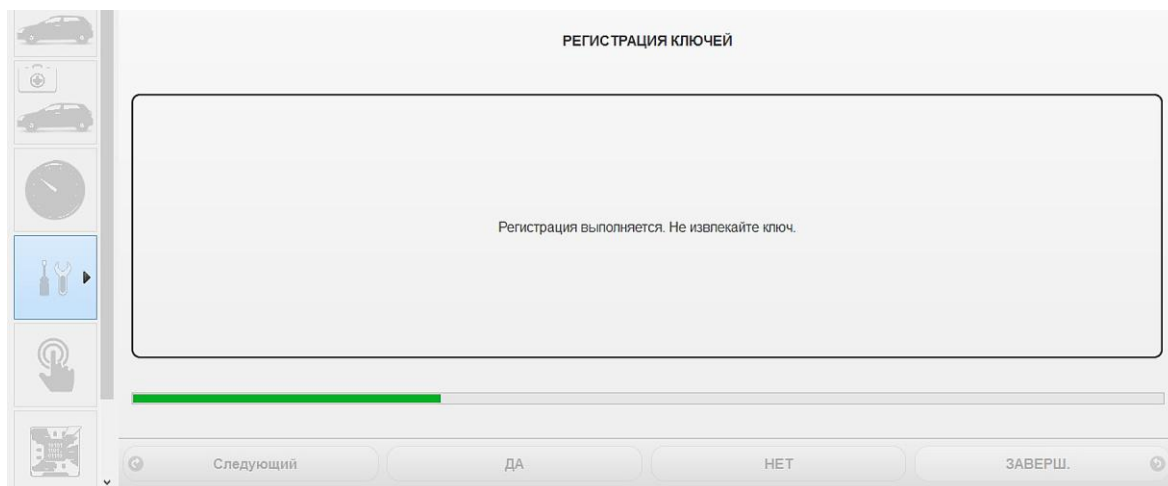 РЕГИСТРАЦИЯ КЛЮЧЕЙ
Регистрация выполняется. Не извлекайте ключ.
Следующий
ДА
НЕТ
ЗАВЕРШ.